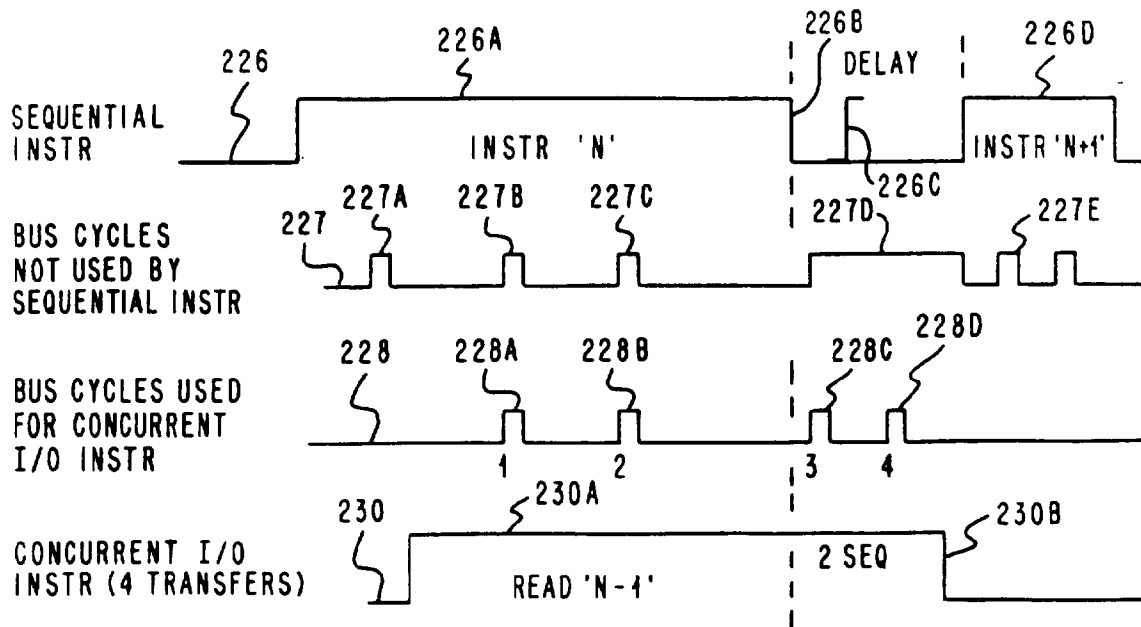 226A
226B
226D
226
DELAY
SEQUENTIAL
INSTR
INSTR 'N'
INSTR 'N+1'
226C
227A
227B
227C
227D
227E
227
BUS CYCLES
NOT USED BY
SEQUENTIAL INSTR
228
228A
228B
228C
228D
BUS CYCLES USED
FOR CONCURRENT
I/O INSTR
1
2
3
4
230A
230
230B
CONCURRENT I/O
INSTR (4 TRANSFERS)
READ 'N-1'
2 SEQ